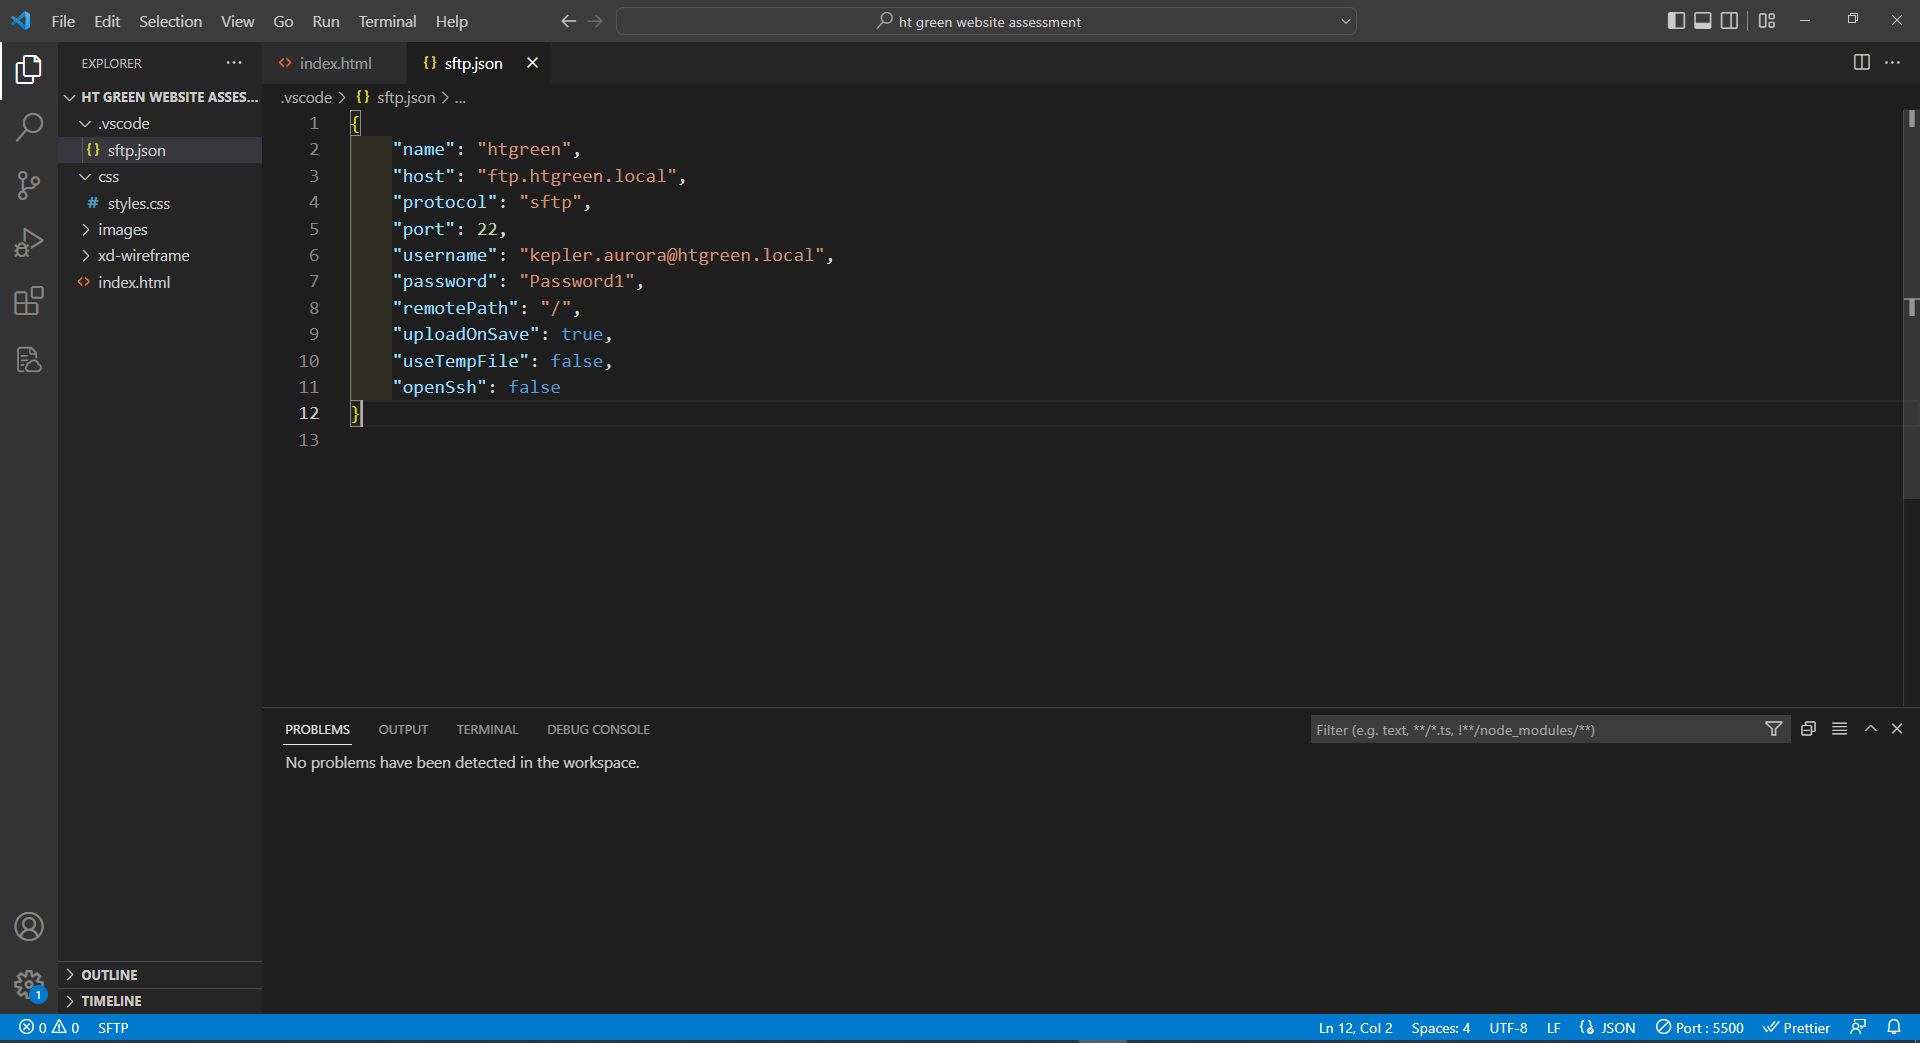 File Edit Selection View Go Run Terminal Help
ht green website assessment
EXPLORER
HT GREEN WEBSITE ASSES...
.vscode
sftp.json
css
# styles.css
images
xd-wireframe
index.html
OUTLINE
TIMELINE
index.html
sftp.json
.vscode > {} sftp.json > ...
1 {
2 "name": "htgreen",
3 "host": "ftp.htgreen.local",
4 "protocol": "sftp",
5 "port": 22,
6 "username": "kepler.aurora@htgreen.local",
7 "password": "Password1",
8 "remotePath": "/",
9 "uploadOnSave": true,
10 "useTempFile": false,
11 "openSsh": false
12 }
13
PROBLEMS OUTPUT TERMINAL DEBUG CONSOLE
Filter (e.g. text, **/*.ts, !**/node_modules/**)
No problems have been detected in the workspace.
1
0 0 SFTP
Ln 12, Col 2 Spaces: 4 UTF-8 LF {} JSON Port : 5500 Prettier